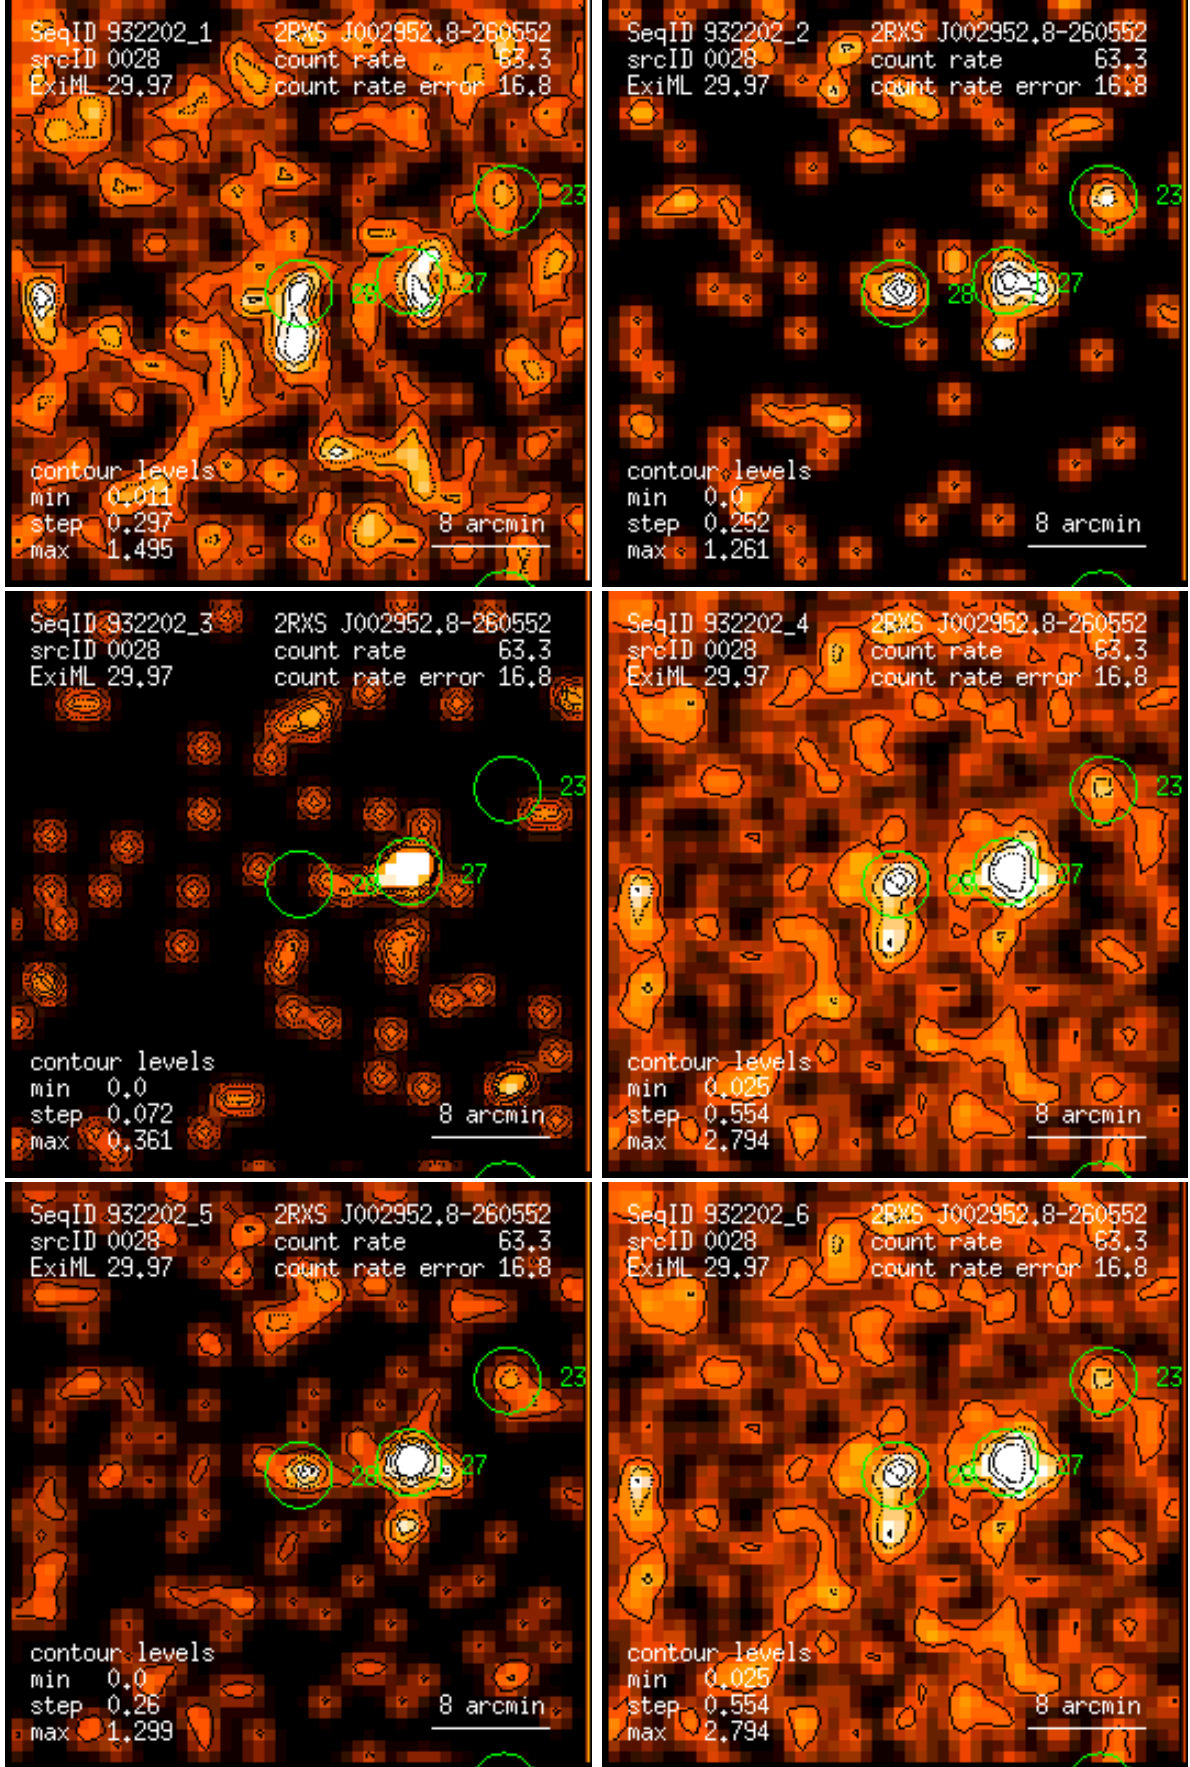 SeqID 932202_1 2RXS J002952.8-260552
srcID 0028 count rate 63.3
ExiML 29.97 count rate error 16.8
23
28 27
contour levels
min 0.011
step 0.297
max 1.495
8 arcmin
SeqID 932202_2 2RXS J002952.8-260552
srcID 0028 count rate 63.3
ExiML 29.97 count rate error 16.8
23
28 27
contour levels
min 0.0
step 0.252
max 1.261
8 arcmin
SeqID 932202_3 2RXS J002952.8-260552
srcID 0028 count rate 63.3
ExiML 29.97 count rate error 16.8
23
28 27
contour levels
min 0.0
step 0.072
max 0.361
8 arcmin
SeqID 932202_4 2RXS J002952.8-260552
srcID 0028 count rate 63.3
ExiML 29.97 count rate error 16.8
23
28 27
contour levels
min 0.025
step 0.554
max 2.794
8 arcmin
SeqID 932202_5 2RXS J002952.8-260552
srcID 0028 count rate 63.3
ExiML 29.97 count rate error 16.8
23
28 27
contour levels
min 0.0
step 0.26
max 1.299
8 arcmin
SeqID 932202_6 2RXS J002952.8-260552
srcID 0028 count rate 63.3
ExiML 29.97 count rate error 16.8
23
28 27
contour levels
min 0.025
step 0.554
max 2.794
8 arcmin